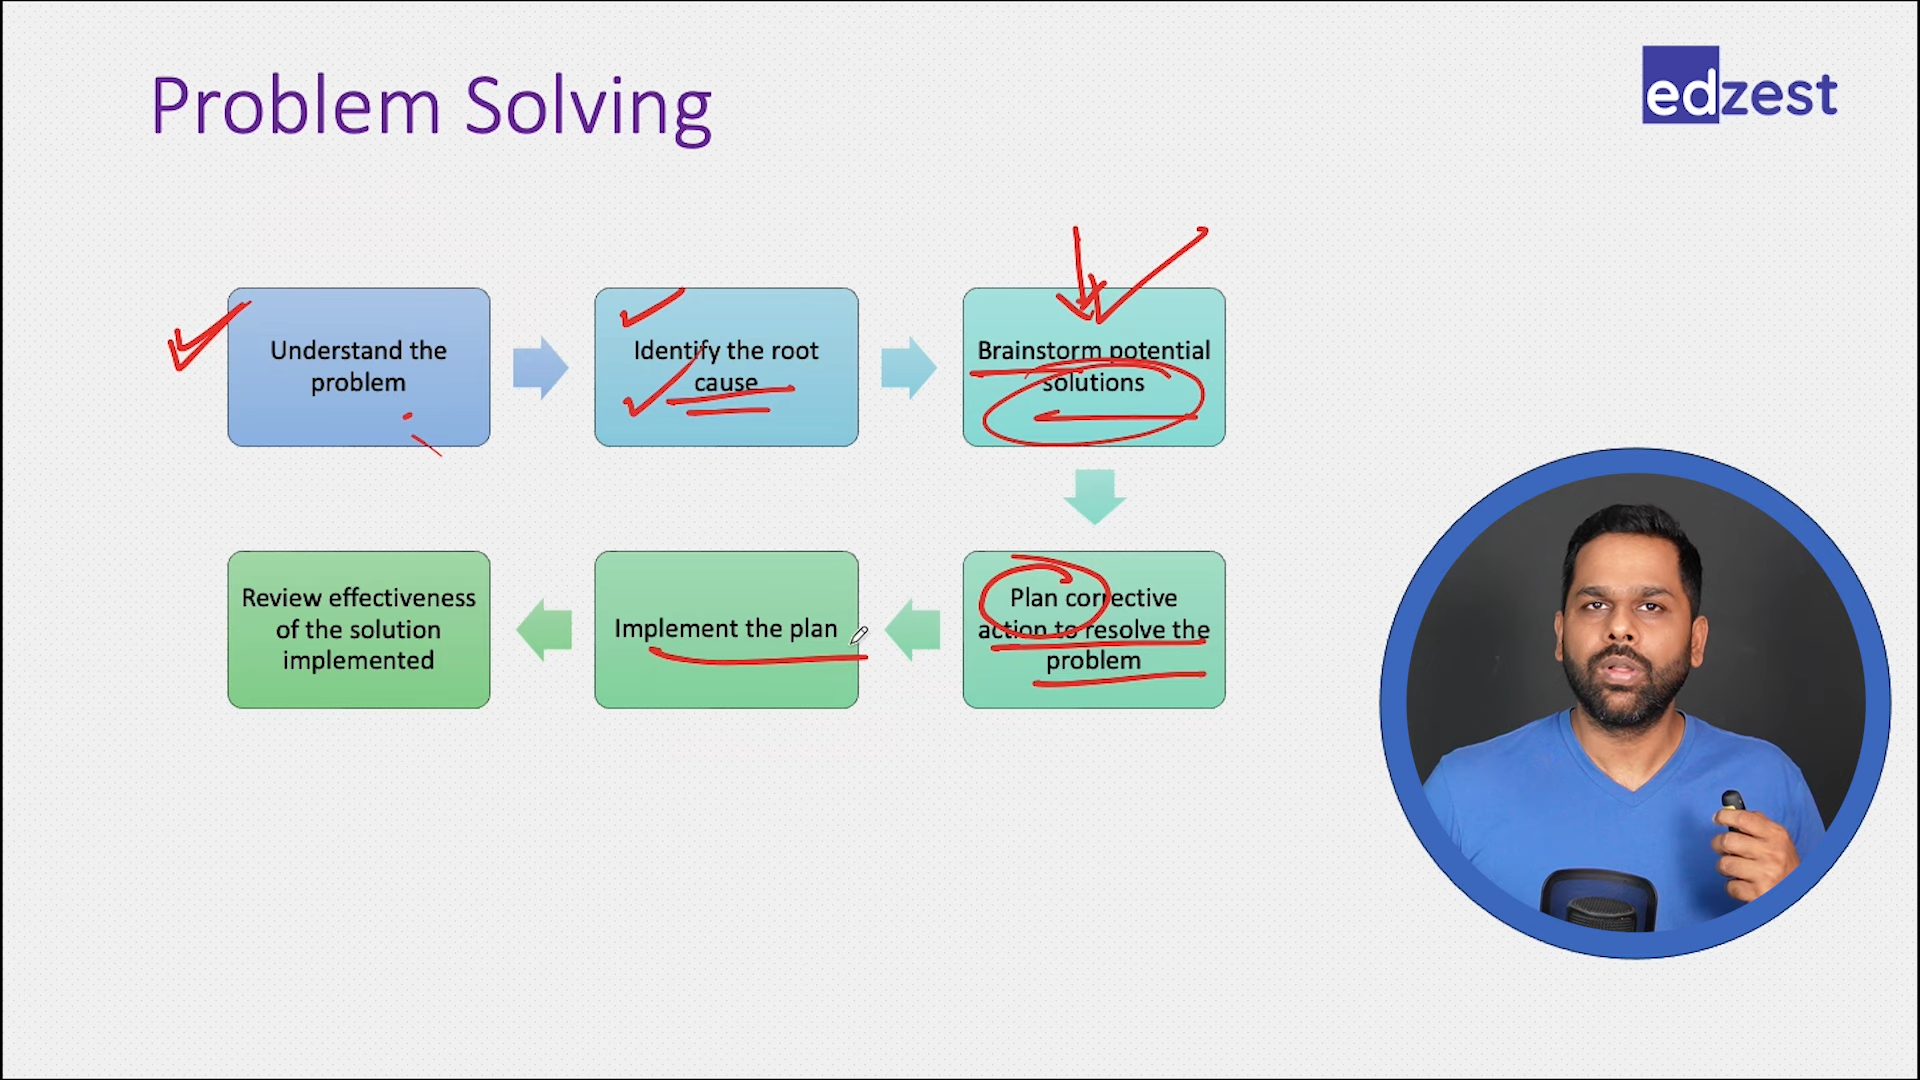 Problem Solving
edzest
Understand the
problem
Identify the root
cause
Brainstorm potential
solutions
Plan corrective
action to resolve the
problem
Implement the plan
Review effectiveness
of the solution
implemented